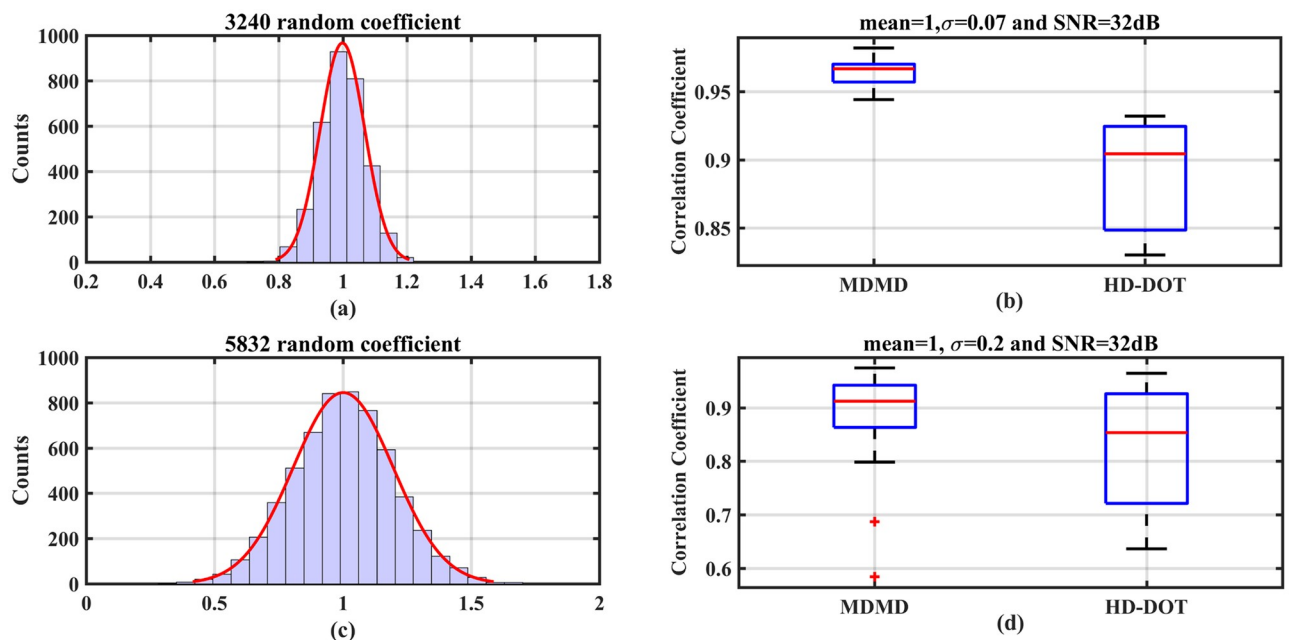 3240 random coefficient
1000
800
600
400
200
0
Counts
0.2 0.4 0.6 0.8 1 1.2 1.4 1.6 1.8
(a)
mean=1,σ=0.07 and SNR=32dB
0.95
0.9
0.85
Correlation Coefficient
MDMD HD-DOT
(b)
5832 random coefficient
1000
800
600
400
200
0
Counts
0 0.5 1 1.5 2
(c)
mean=1, σ=0.2 and SNR=32dB
0.9
0.8
0.7
0.6
Correlation Coefficient
MDMD HD-DOT
(d)